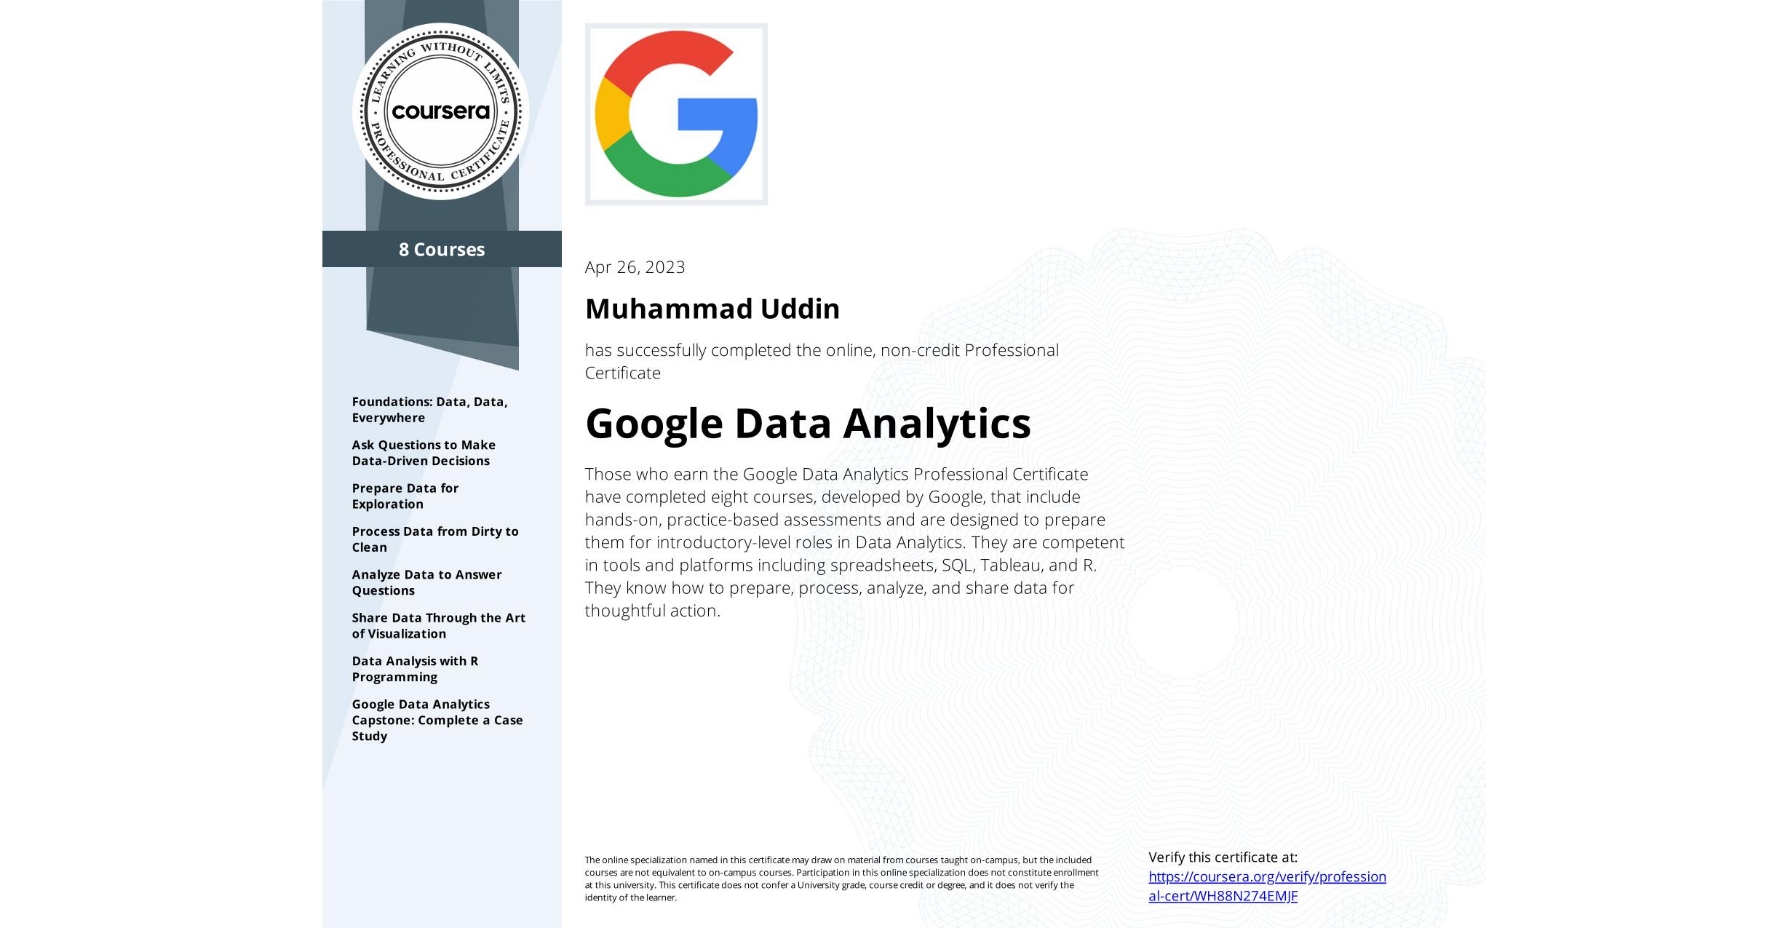 LEARNING WITHOUT LIMITS
coursera
PROFESSIONAL CERTIFICATE
8 Courses
Foundations: Data, Data,
Everywhere
Ask Questions to Make
Data-Driven Decisions
Prepare Data for
Exploration
Process Data from Dirty to
Clean
Analyze Data to Answer
Questions
Share Data Through the Art
of Visualization
Data Analysis with R
Programming
Google Data Analytics
Capstone: Complete a Case
Study
G
Apr 26, 2023
Muhammad Uddin
has successfully completed the online, non-credit Professional
Certificate
Google Data Analytics
Those who earn the Google Data Analytics Professional Certificate
have completed eight courses, developed by Google, that include
hands-on, practice-based assessments and are designed to prepare
them for introductory-level roles in Data Analytics. They are competent
in tools and platforms including spreadsheets, SQL, Tableau, and R.
They know how to prepare, process, analyze, and share data for
thoughtful action.
The online specialization named in this certificate may draw on material from courses taught on-campus, but the included
courses are not equivalent to on-campus courses. Participation in this online specialization does not constitute enrollment
at this university. This certificate does not confer a University grade, course credit or degree, and it does not verify the
identity of the learner.
Verify this certificate at:
https://coursera.org/verify/profession
al-cert/WH88N274EMJF